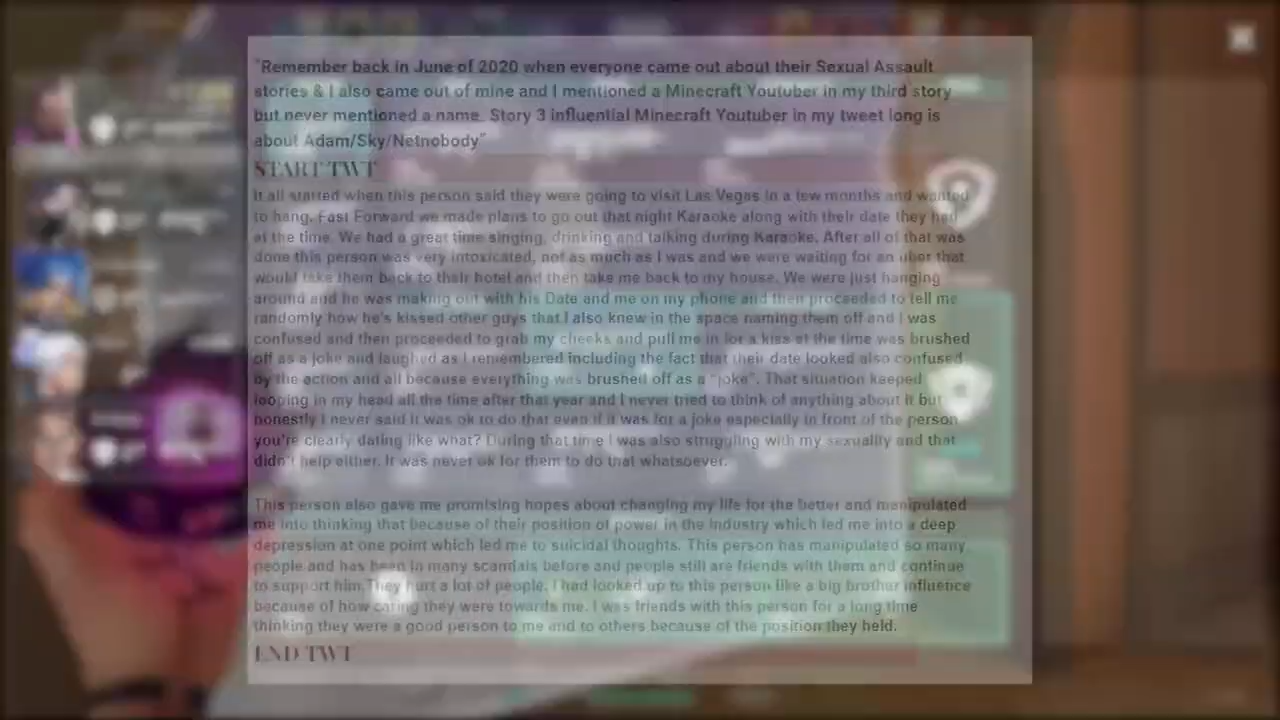 "Remember back in June of 2020 when everyone came out about their Sexual Assault
stories & I also came out of mine and I mentioned a Minecraft Youtuber in my third story
but never mentioned a name. Story 3 influential Minecraft Youtuber in my tweet long is
about Adam/Sky/Netnobody"
START TWT
It all started when this person said they were going to visit Las Vegas in a few months and wanted
to hang. Fast Forward we made plans to go out that night Karaoke along with their date they had
at the time. We had a great time singing, drinking and talking during Karaoke. After all of that was
done this person was very intoxicated, not as much as I was and we were waiting for an uber that
would take them back to their hotel and then take me back to my house. We were just hanging
around and he was making out with his Date and me on my phone and then proceeded to tell me
randomly how he's kissed other guys that I also knew in the space naming them off and I was
confused and then proceeded to grab my cheeks and pull me in for a kiss at the time was brushed
off as a joke and laughed as I remembered including the fact that their date looked also confused
by the action and all because everything was brushed off as a "joke". That situation keeped
looping in my head all the time after that year and I never tried to think of anything about it but
honestly I never said it was ok to do that even if it was for a joke especially in front of the person
you're clearly dating like what? During that time I was also struggling with my sexuality and that
didn't help either. It was never ok for them to do that whatsoever.
This person also gave me promising hopes about changing my life for the better and manipulated
me into thinking that because of their position of power in the industry which led me into a deep
depression at one point which led me to suicidal thoughts. This person has manipulated so many
people and has been in many scandals before and people still are friends with them and continue
to support him. They hurt a lot of people. I had looked up to this person like a big brother influence
because of how caring they were towards me. I was friends with this person for a long time
thinking they were a good person to me and to others because of the position they held.
END TWT